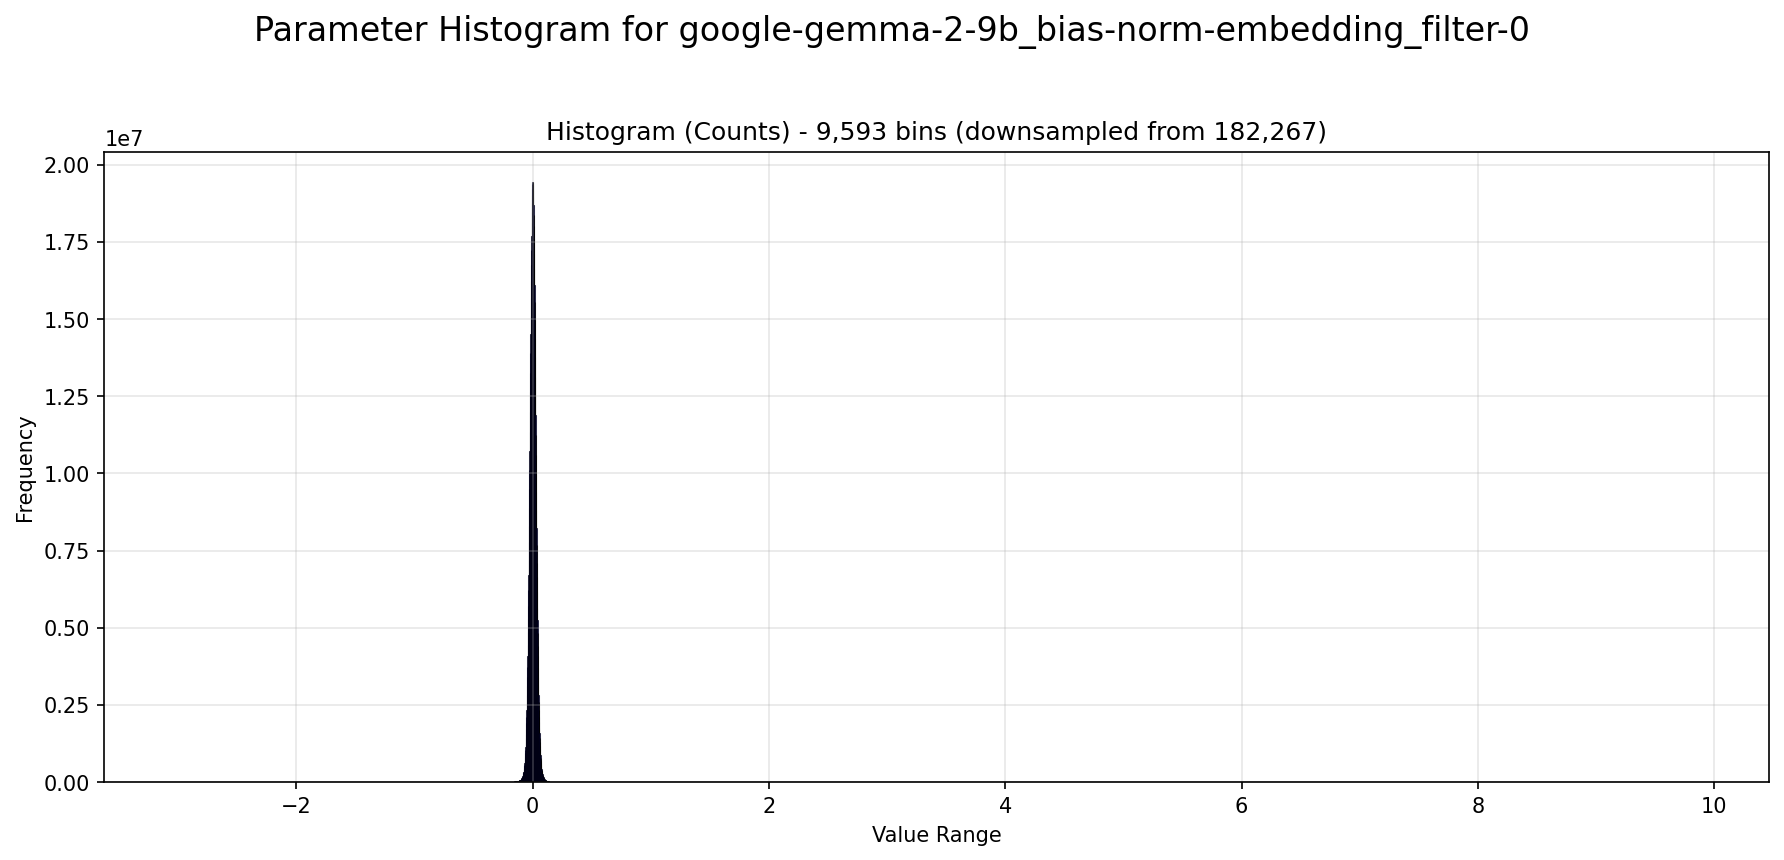 Parameter Histogram for google-gemma-2-9b_bias-norm-embedding_filter-0
Histogram (Counts) - 9,593 bins (downsampled from 182,267)
1e7
2.00
1.75
1.50
1.25
1.00
0.75
0.50
0.25
0.00
Frequency
−2 0 2 4 6 8 10
Value Range